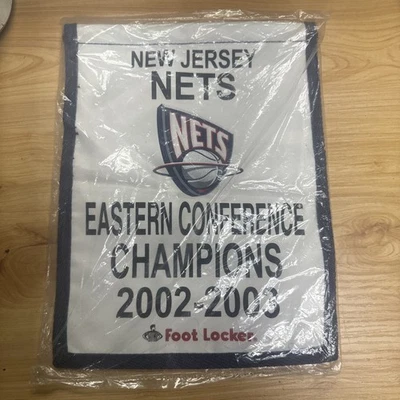 NEW JERSEY
NETS
NETS
EASTERN CONFERENCE
CHAMPIONS
2002-2003
Foot Locker